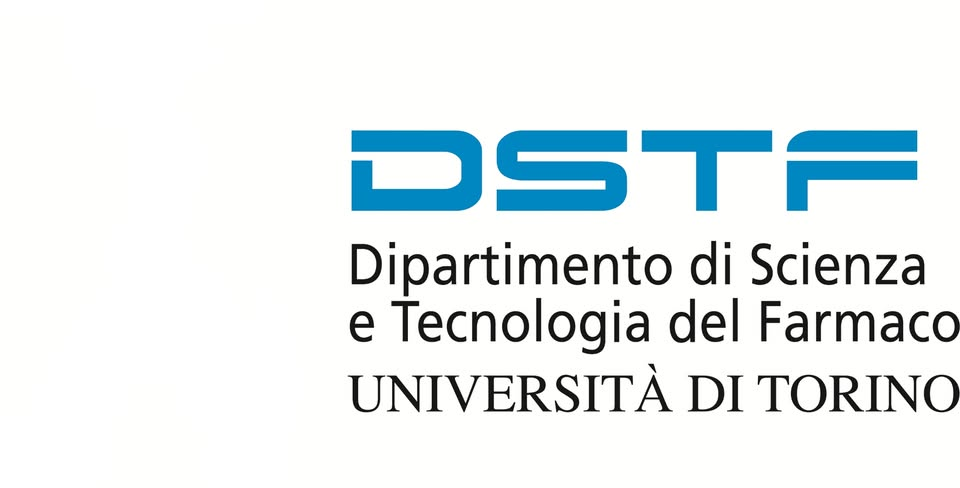 DSTF
Dipartimento di Scienza
e Tecnologia del Farmaco
UNIVERSITÀ DI TORINO